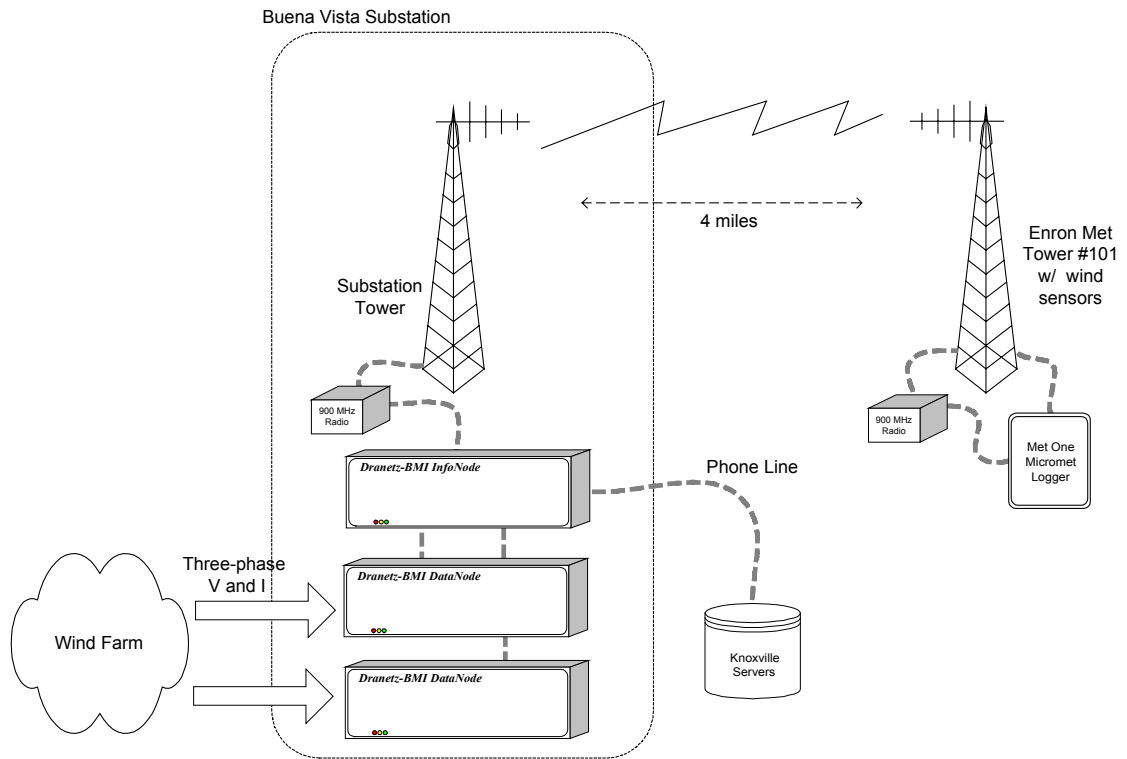 Buena Vista Substation
4 miles
Enron Met
Tower #101
w/ wind
sensors
Substation
Tower
900 MHz
Radio
900 MHz
Radio
Met One
Micromet
Logger
Dranetz-BMI InfoNode
Phone Line
Three-phase
V and I
Dranetz-BMI DataNode
Wind Farm
Knoxville
Servers
Dranetz-BMI DataNode